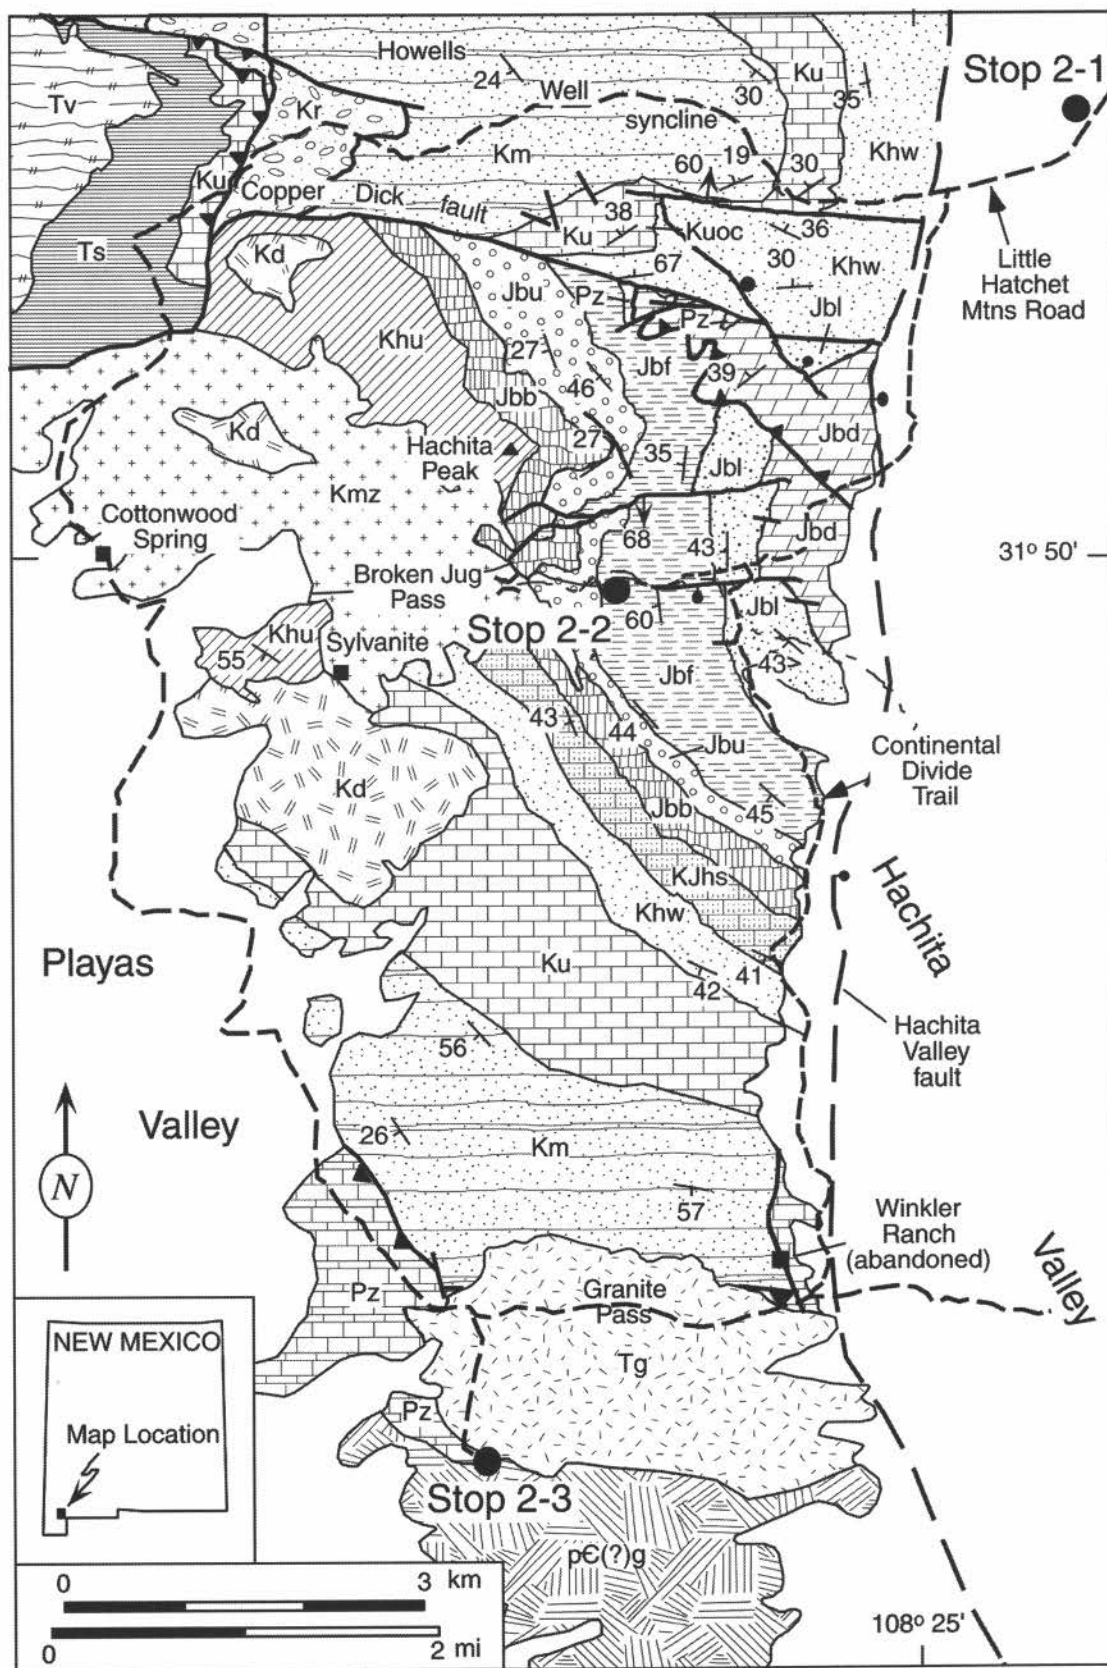 Howells
24
Well
syncline
30
Ku
35
Stop 2-1
Tv
Kr
Km
60
19
30
Khw
Ku
Copper
Dick
fault
38
Ku
Kuoc
36
30
Khw
Little
Hatchet
Mtns Road
Ts
Kd
Jbu
Pz
67
Pz
Jbl
Jbl
Khu
27
Jbb
46
Jbf
39
Jbd
Kd
Hachita
Peak
27
35
Jbl
Kmz
Cottonwood
Spring
68
43
Jbd
31º 50'
Broken Jug
Pass
60
Jbl
Khu
55
Sylvanite
Stop 2-2
Jbf
43
43
44
Jbu
Continental
Divide
Trail
Kd
Jbb
45
KJhs
Hachita
Khw
Playas
Ku
41
42
Hachita
Valley
fault
56
Valley
26
Km
57
N
Winkler
Ranch
(abandoned)
Valley
Pz
Granite
Pass
Tg
NEW MEXICO
Map Location
Pz
Stop 2-3
pЄ(?)g
0 3 km
0 2 mi
108º 25'